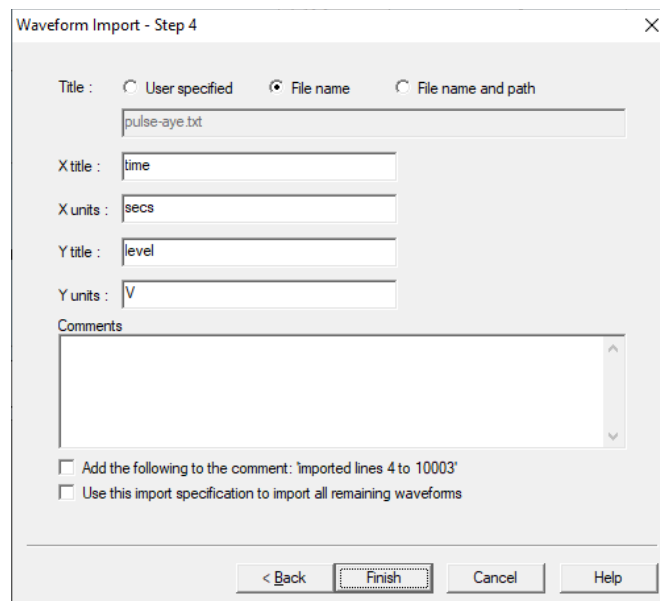 Waveform Import - Step 4
Title : User specified File name File name and path
pulse-aye.txt
X title : time
X units : secs
Y title : level
Y units : V
Comments
Add the following to the comment: 'imported lines 4 to 10003'
Use this import specification to import all remaining waveforms
< Back Finish Cancel Help